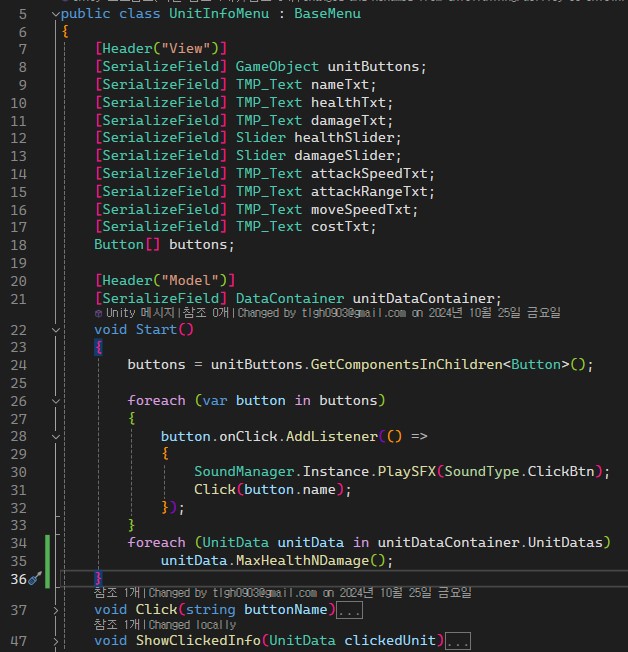 5 public class UnitInfoMenu : BaseMenu
6 {
7 [Header("View")]
8 [SerializeField] GameObject unitButtons;
9 [SerializeField] TMP_Text nameTxt;
10 [SerializeField] TMP_Text healthTxt;
11 [SerializeField] TMP_Text damageTxt;
12 [SerializeField] Slider healthSlider;
13 [SerializeField] Slider damageSlider;
14 [SerializeField] TMP_Text attackSpeedTxt;
15 [SerializeField] TMP_Text attackRangeTxt;
16 [SerializeField] TMP_Text moveSpeedTxt;
17 [SerializeField] TMP_Text costTxt;
18 Button[] buttons;
19
20 [Header("Model")]
21 [SerializeField] DataContainer unitDataContainer;
Unity 메시지|참조 0개|Changed by tlgh0903@gmail.com on 2024년 10월 25일 금요일
22 void Start()
23 {
24 buttons = unitButtons.GetComponentsInChildren<Button>();
25
26 foreach (var button in buttons)
27 {
28 button.onClick.AddListener(() =>
29 {
30 SoundManager.Instance.PlaySFX(SoundType.ClickBtn);
31 Click(button.name);
32 });
33 }
34 foreach (UnitData unitData in unitDataContainer.UnitDatas)
35 unitData.MaxHealthNDamage();
36 }
참조 1개|Changed by tlgh0903@gmail.com on 2024년 10월 25일 금요일
37 void Click(string buttonName)...
참조 1개|Changed locally
47 void ShowClickedInfo(UnitData clickedUnit)...